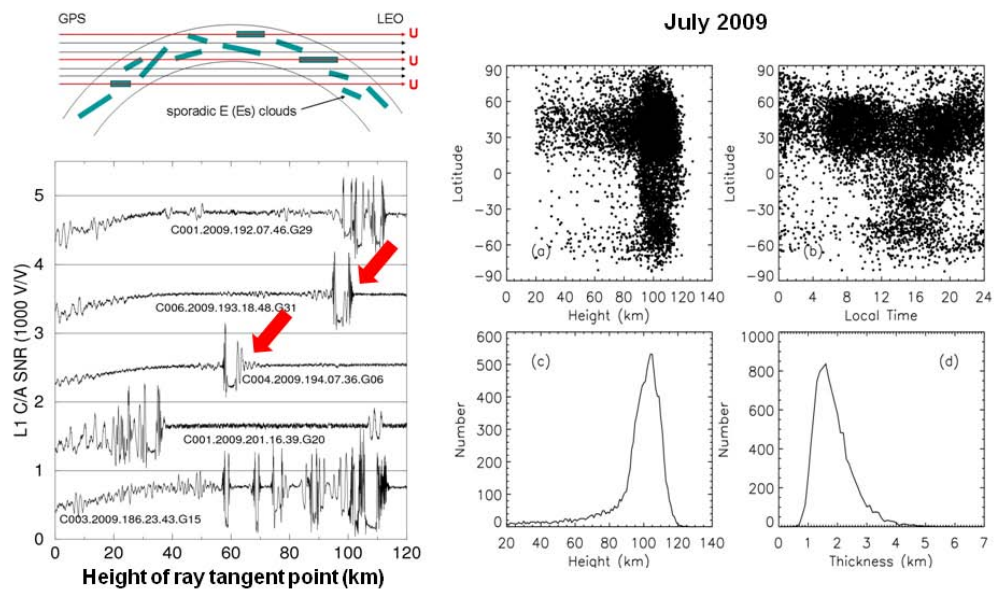 GPS
LEO
U
U
U
sporadic E (Es) clouds
L1 C/A SNR (1000 V/V)
5
4
3
2
1
0
C001.2009.192.07.46.G29
C006.2009.193.18.48.G31
C004.2009.194.07.36.G06
C001.2009.201.16.39.G20
C003.2009.186.23.43.G15
0 20 40 60 80 100 120
Height of ray tangent point (km)
July 2009
Latitude
90
60
30
0
-30
-60
-90
(a)
0 20 40 60 80 100 120 140
Height (km)
Latitude
90
60
30
0
-30
-60
-90
(b)
0 4 8 12 16 20 24
Local Time
Number
600
500
400
300
200
100
0
(c)
20 40 60 80 100 120 140
Height (km)
Number
1000
800
600
400
200
0
(d)
0 1 2 3 4 5 6 7
Thickness (km)